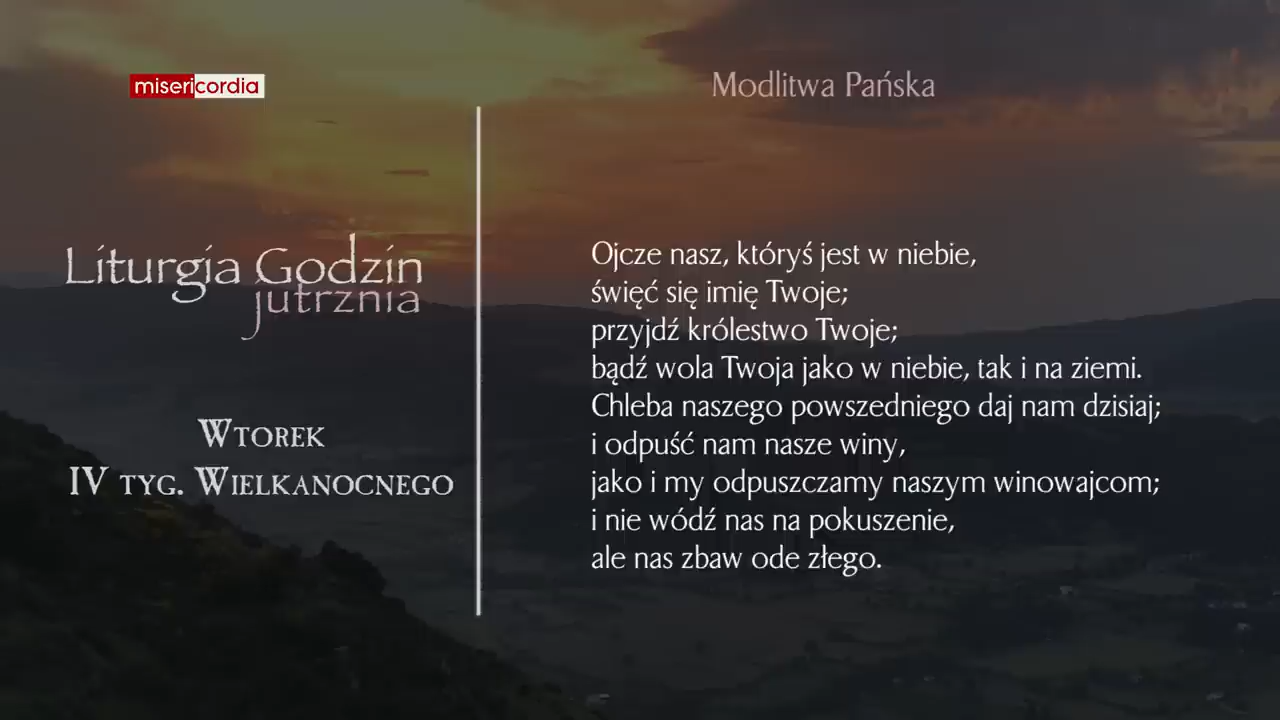 misericordia
Liturgia Godzin
jutrznia
Wtorek
IV tyg. Wielkanocnego
Modlitwa Pańska
Ojcze nasz, któryś jest w niebie,
święć się imię Twoje;
przyjdź królestwo Twoje;
bądź wola Twoja jako w niebie, tak i na ziemi.
Chleba naszego powszedniego daj nam dzisiaj;
i odpuść nam nasze winy,
jako i my odpuszczamy naszym winowajcom;
i nie wódź nas na pokuszenie,
ale nas zbaw ode złego.